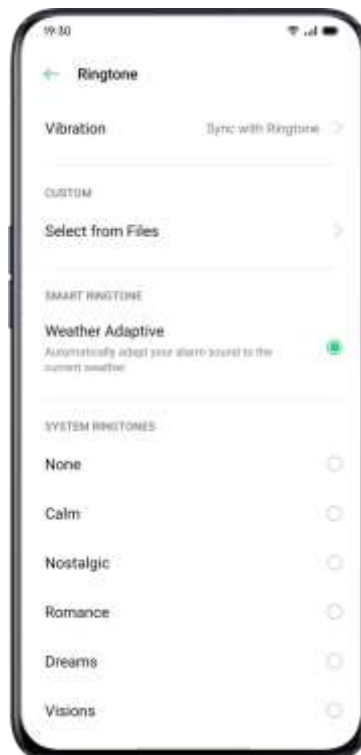 19:30
Ringtone
Vibration Sync with Ringtone
CUSTOM
Select from Files
SMART RINGTONE
Weather Adaptive
Automatically adapt your alarm sound to the
current weather
SYSTEM RINGTONES
None
Calm
Nostalgic
Romance
Dreams
Visions